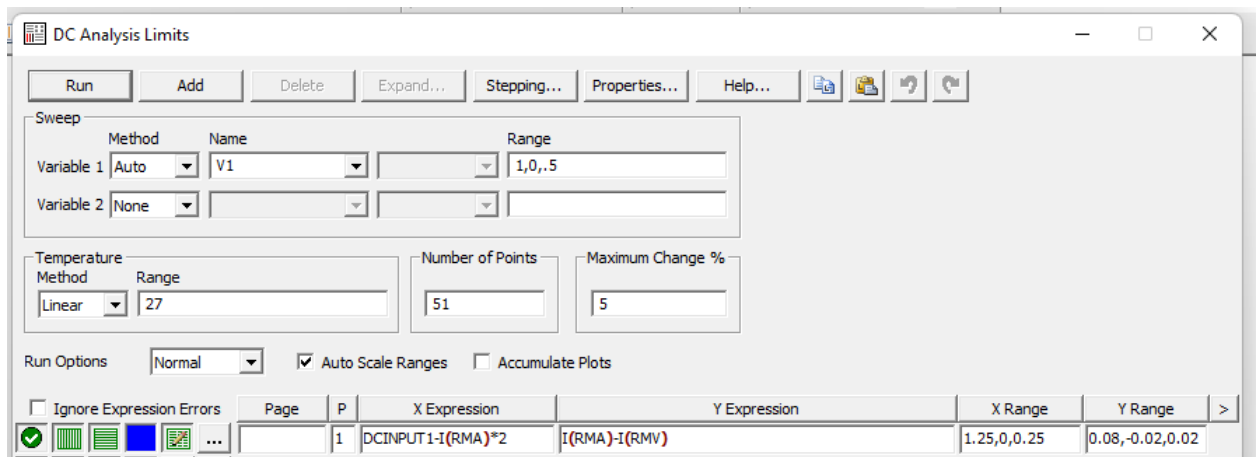 DC Analysis Limits
Run Add Delete Expand... Stepping... Properties... Help...
Sweep
Method Name Range
Variable 1 Auto V1 1,0,.5
Variable 2 None
Temperature Number of Points Maximum Change %
Method Range
Linear 27 51 5
Run Options Normal Auto Scale Ranges Accumulate Plots
Ignore Expression Errors Page P X Expression Y Expression X Range Y Range >
... 1 DCINPUT1-I(RMA)*2 I(RMA)-I(RMV) 1.25,0,0.25 0.08,-0.02,0.02